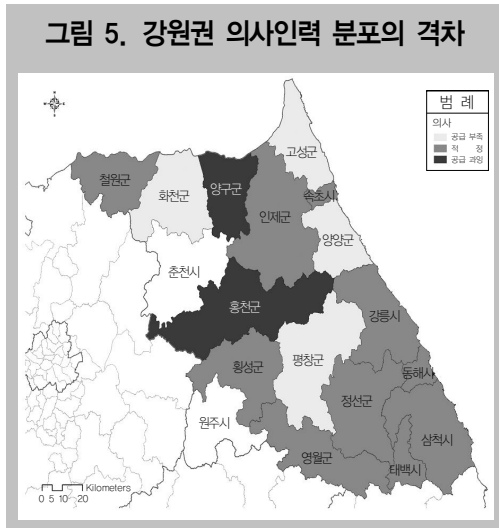 그림 5. 강원권 의사인력 분포의 격차
범 례
의사
공급 부족
적 정
공급 과잉
고성군
철원군
화천군
양구군
속초시
인제군
양양군
춘천시
홍천군
강릉시
횡성군
평창군
동해시
정선군
원주시
삼척시
영월군
태백시
Kilometers
0 5 10 20